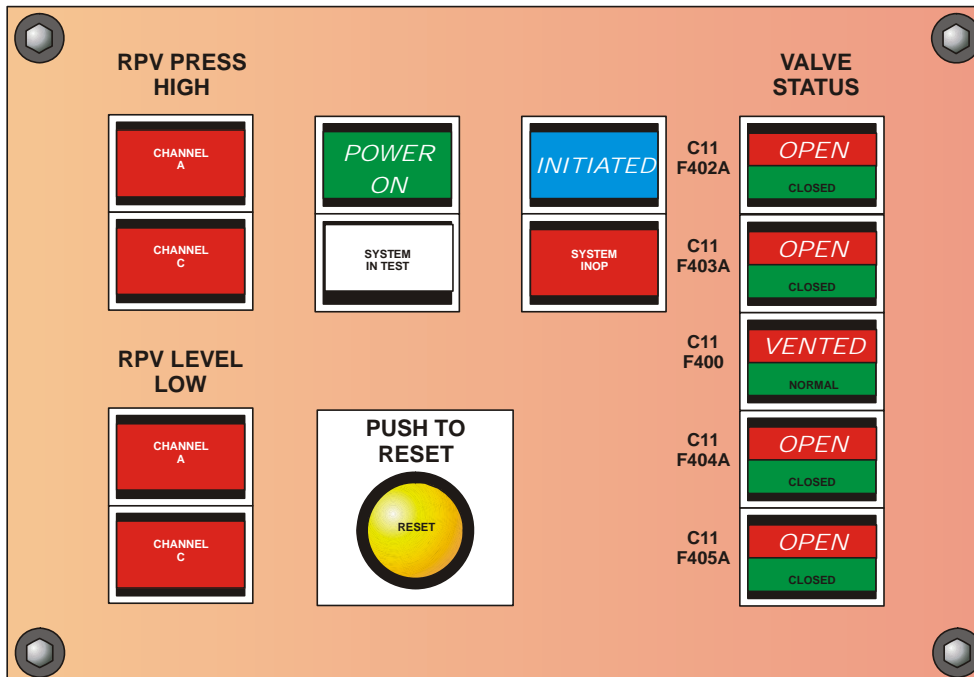 RPV PRESS
HIGH
CHANNEL
A
CHANNEL
C
RPV LEVEL
LOW
CHANNEL
A
CHANNEL
C
POWER
ON
SYSTEM
IN TEST
PUSH TO
RESET
RESET
INITIATED
SYSTEM
INOP
VALVE
STATUS
C11
F402A
OPEN
CLOSED
C11
F403A
OPEN
CLOSED
C11
F400
VENTED
NORMAL
C11
F404A
OPEN
CLOSED
C11
F405A
OPEN
CLOSED